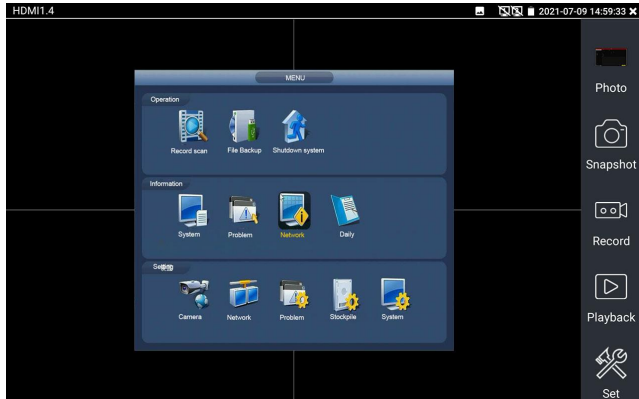 HDMI1.4
2021-07-09 14:59:33
MENU
Operation
Record scan
File Backup
Shutdown system
Information
System
Problem
Network
Daily
Setting
Camera
Network
Problem
Stockpile
System
Photo
Snapshot
Record
Playback
Set